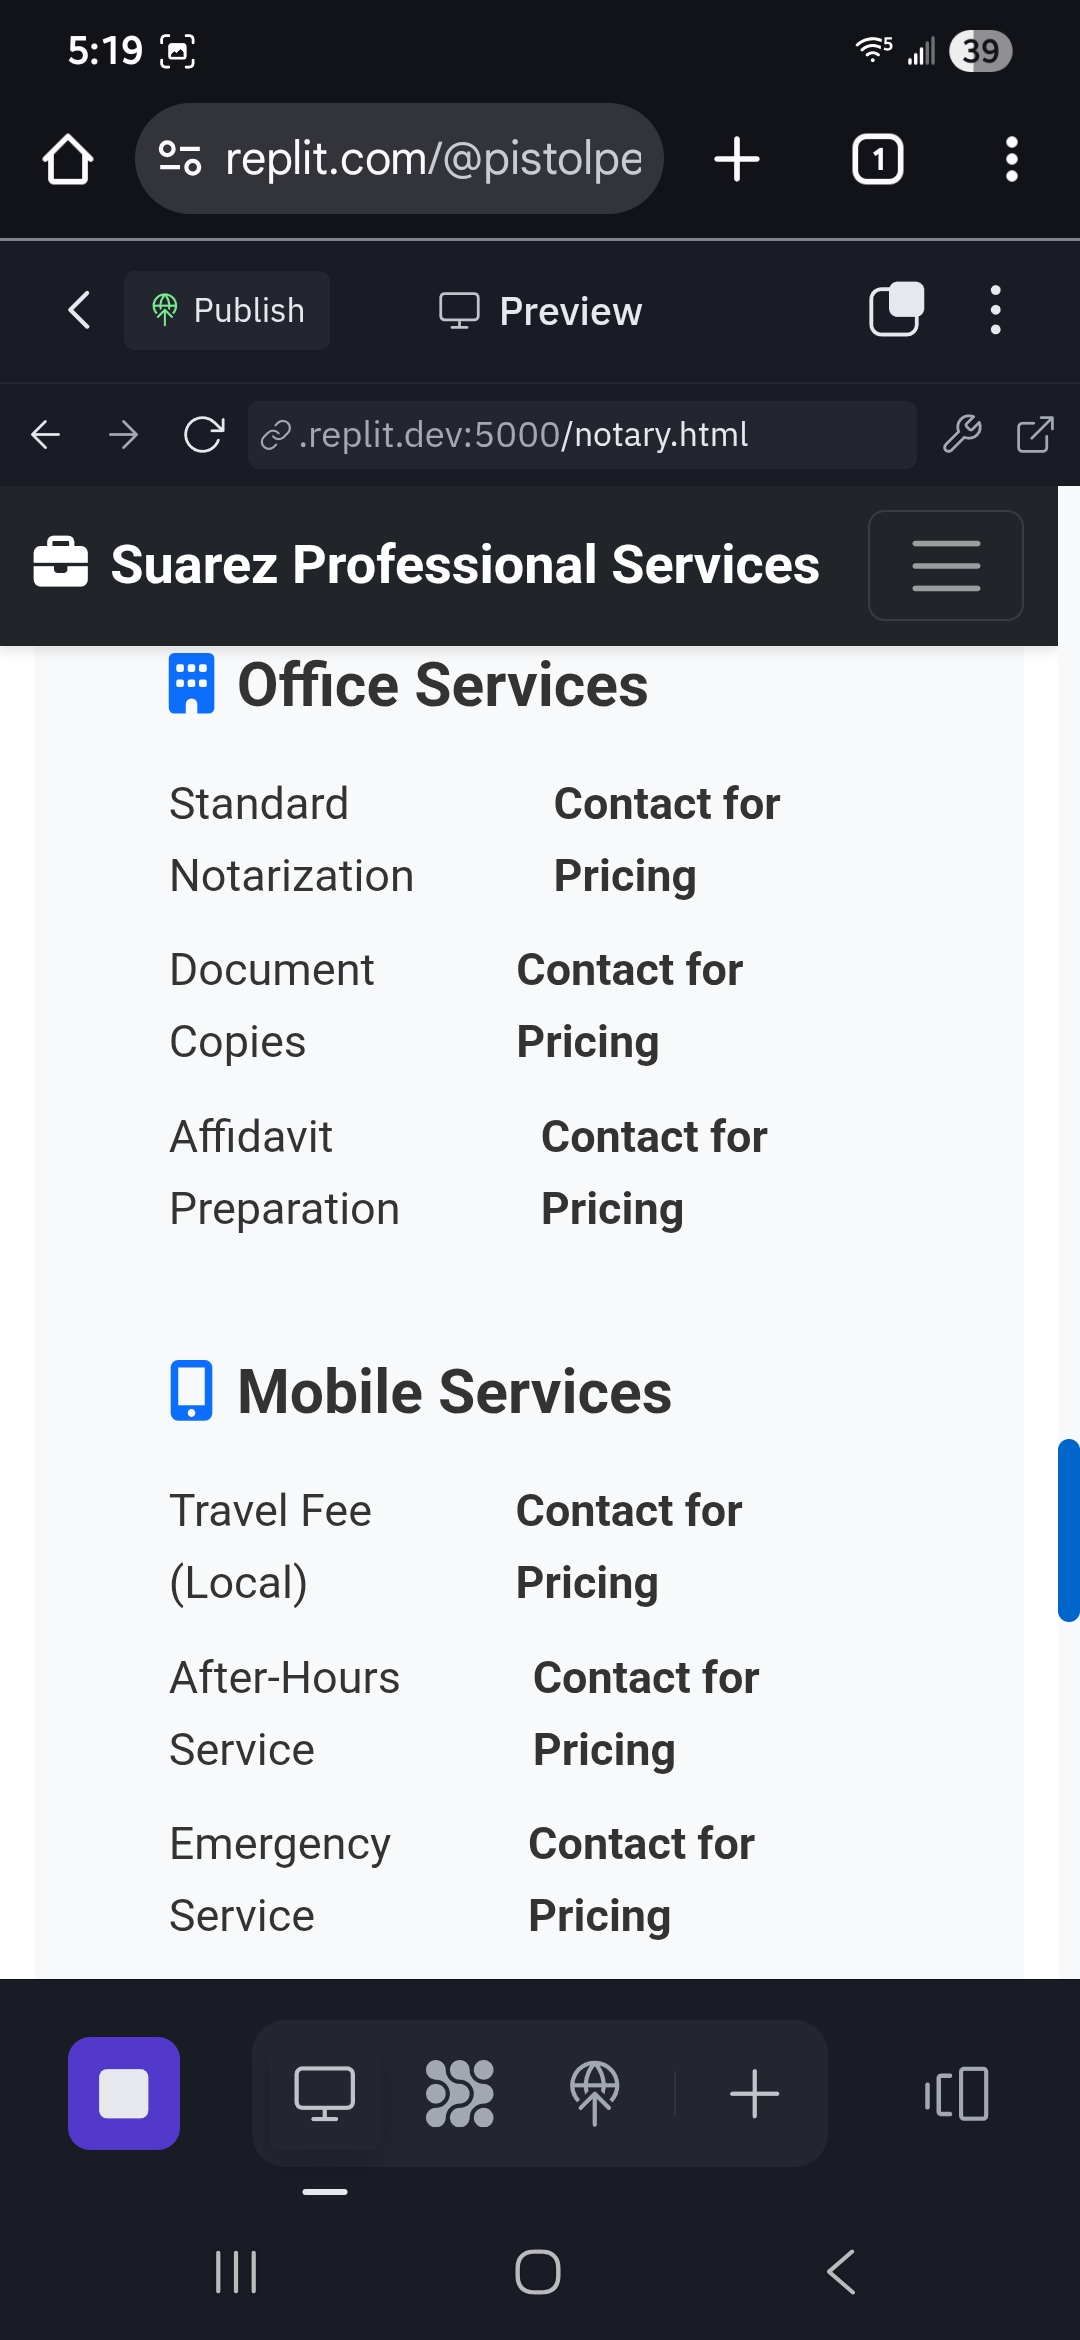 5:19
5
39
replit.com/@pistolpe
1
Publish
Preview
.replit.dev:5000/notary.html
Suarez Professional Services
Office Services
Standard Notarization
Contact for Pricing
Document Copies
Contact for Pricing
Affidavit Preparation
Contact for Pricing
Mobile Services
Travel Fee (Local)
Contact for Pricing
After-Hours Service
Contact for Pricing
Emergency Service
Contact for Pricing